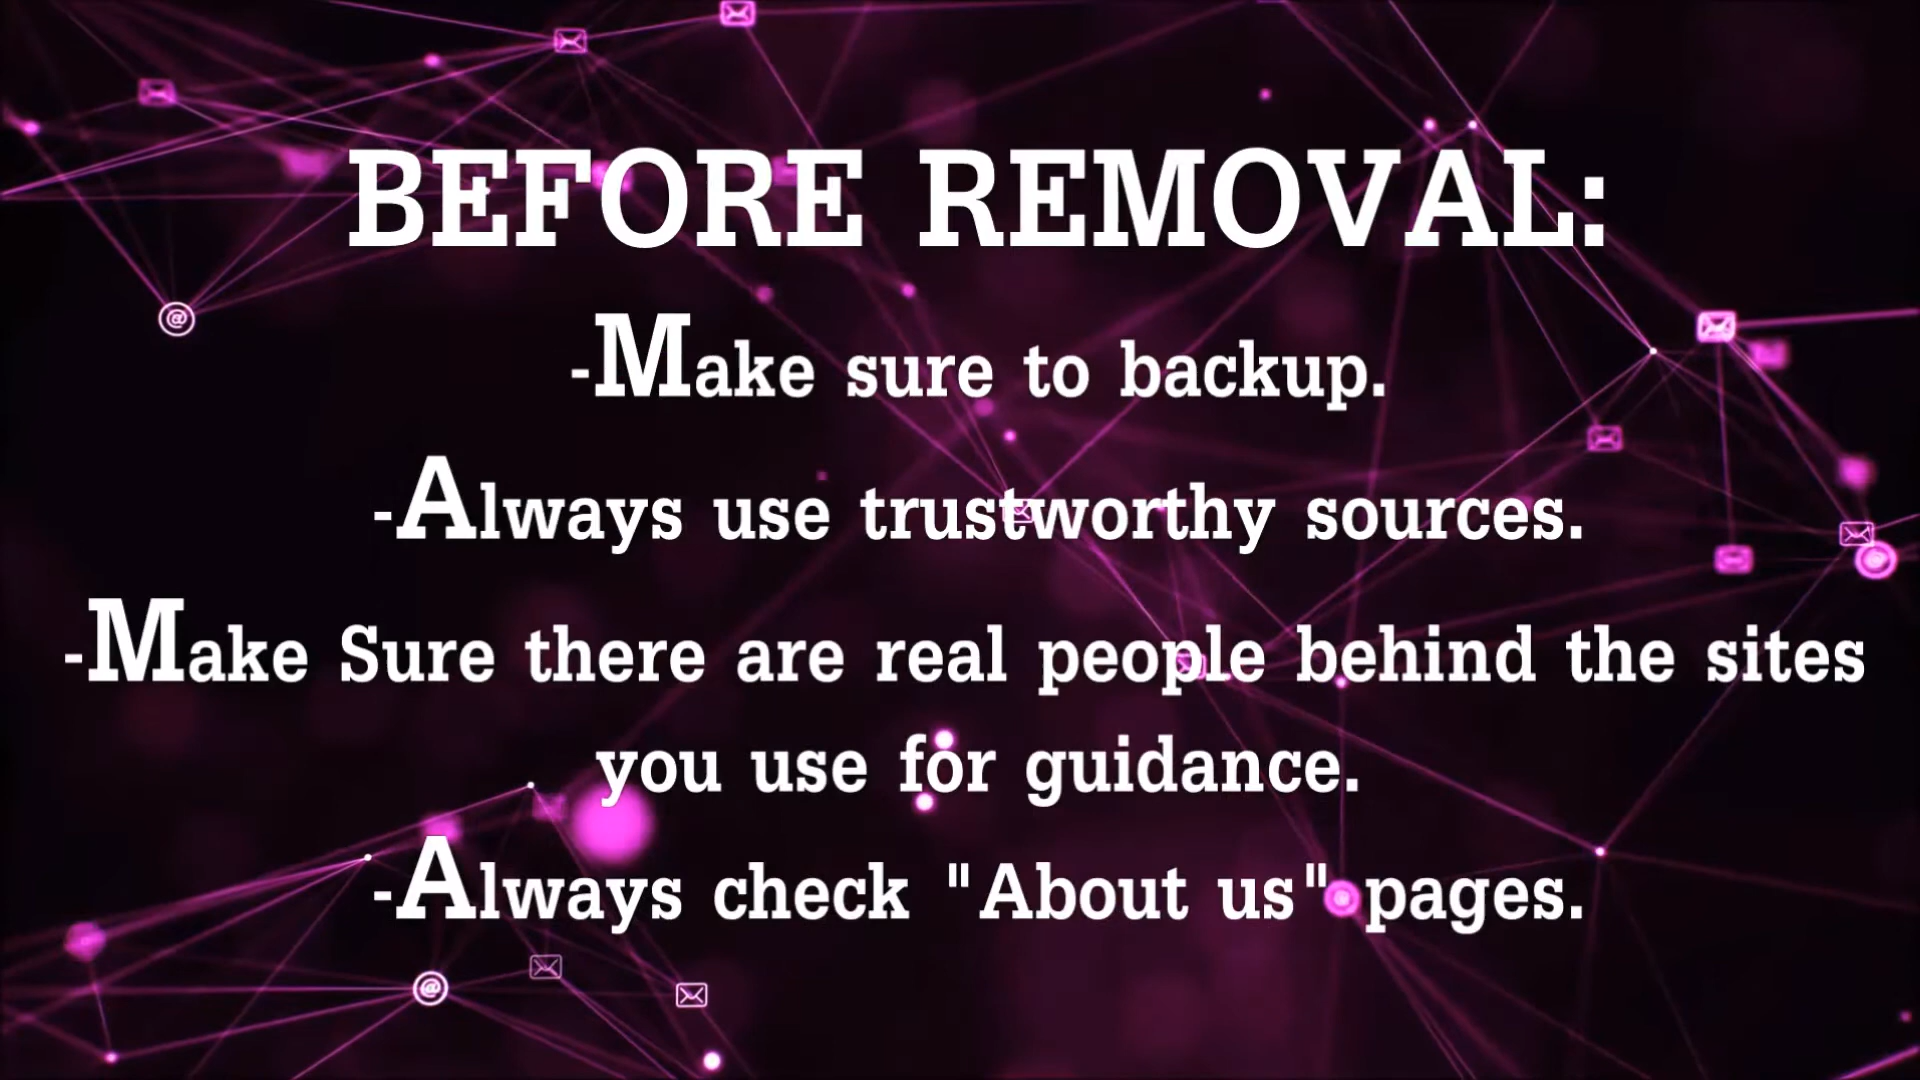 BEFORE REMOVAL:
-Make sure to backup.
-Always use trustworthy sources.
-Make Sure there are real people behind the sites
you use for guidance.
-Always check "About us" pages.